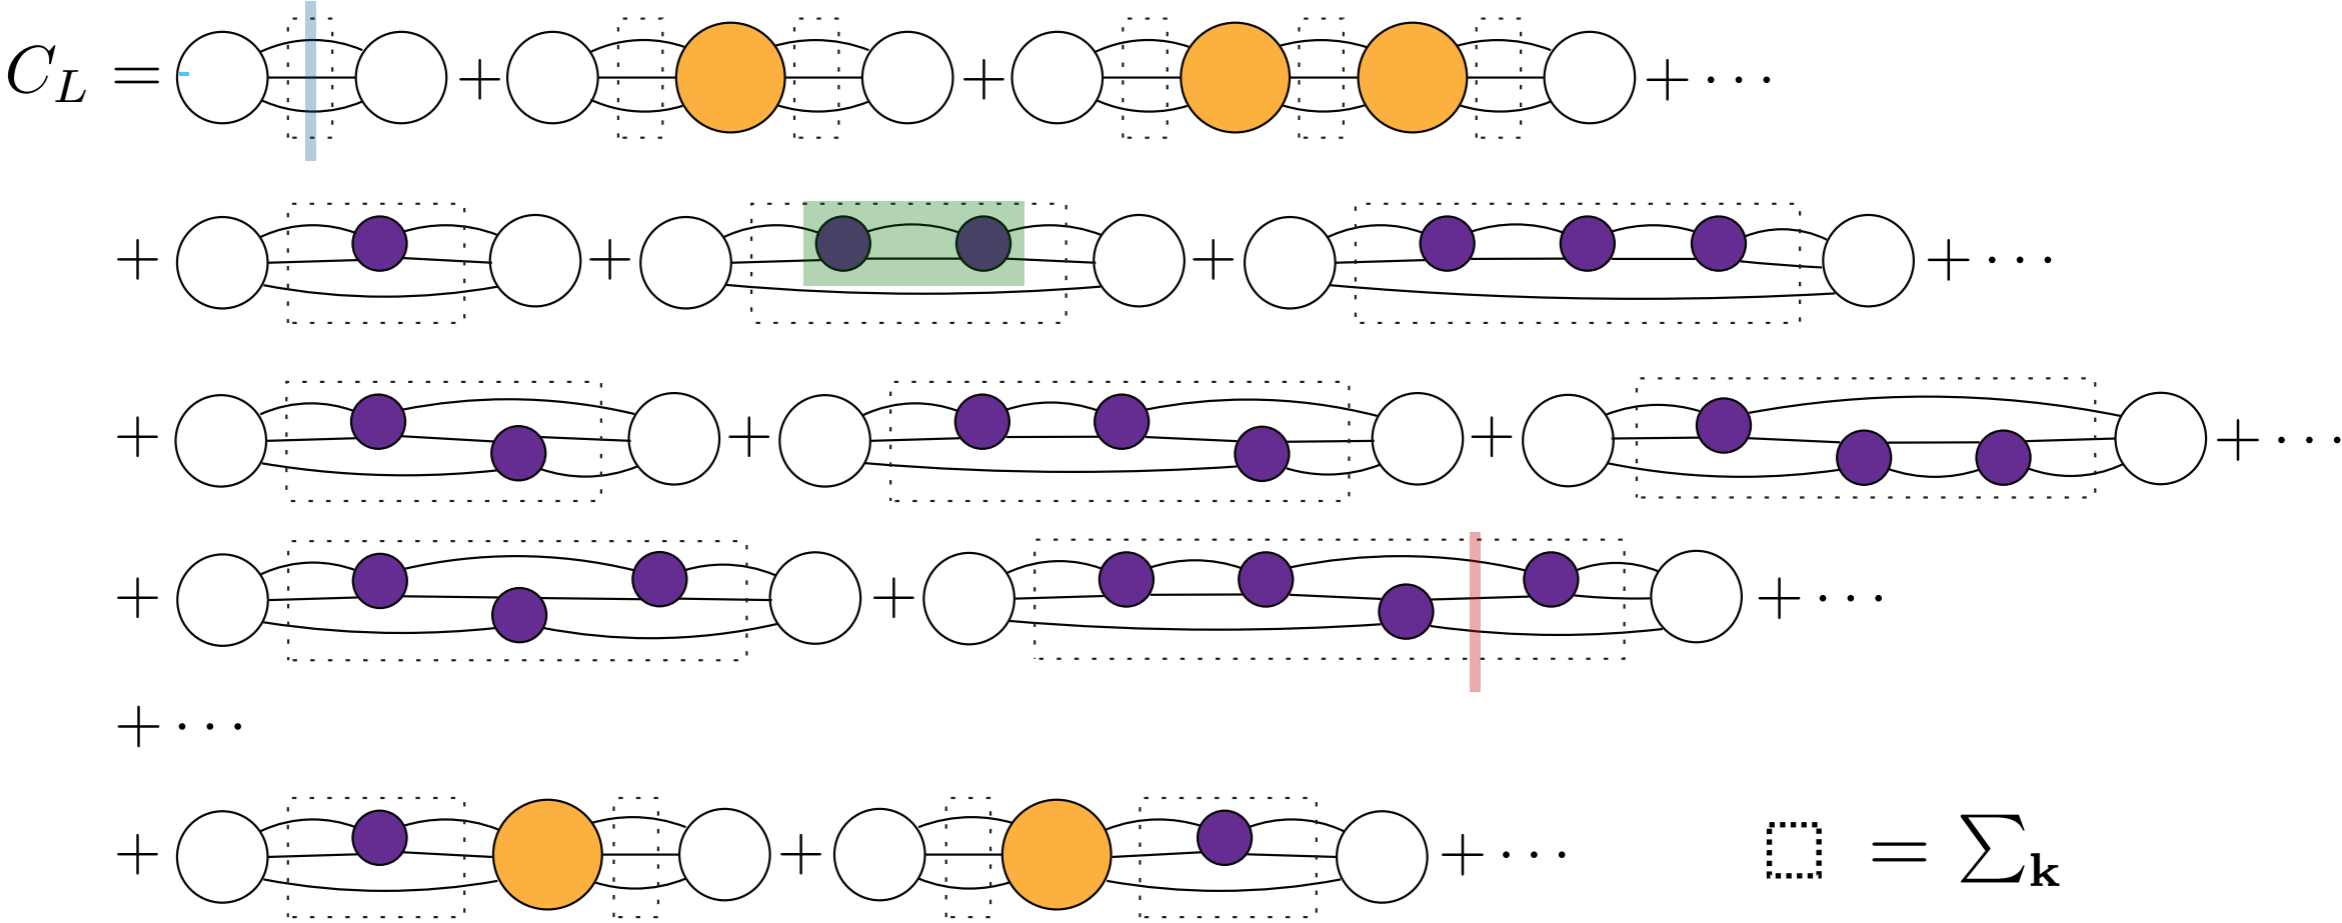 C_L = + + + ⋯
+ + + + ⋯
+ + + + ⋯
+ + + ⋯
+ ⋯
+ + + ⋯ = ∑_𝐤